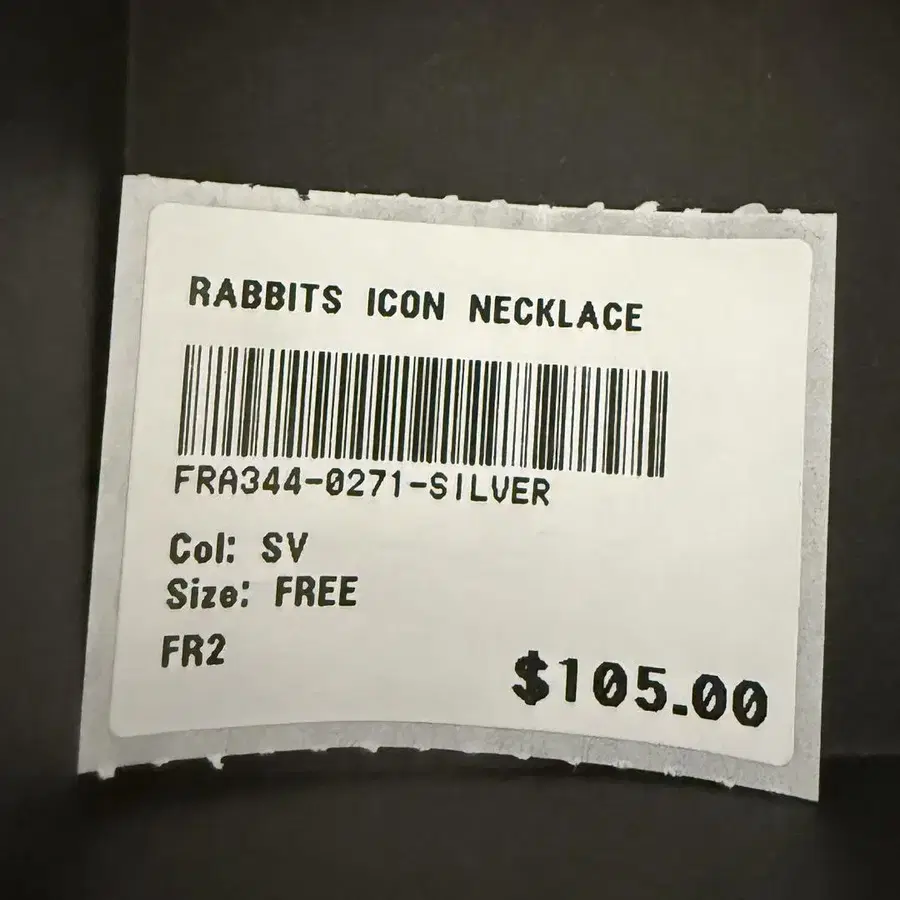 RABBITS ICON NECKLACE
FRA344-0271-SILVER
Col: SV
Size: FREE
FR2
$105.00